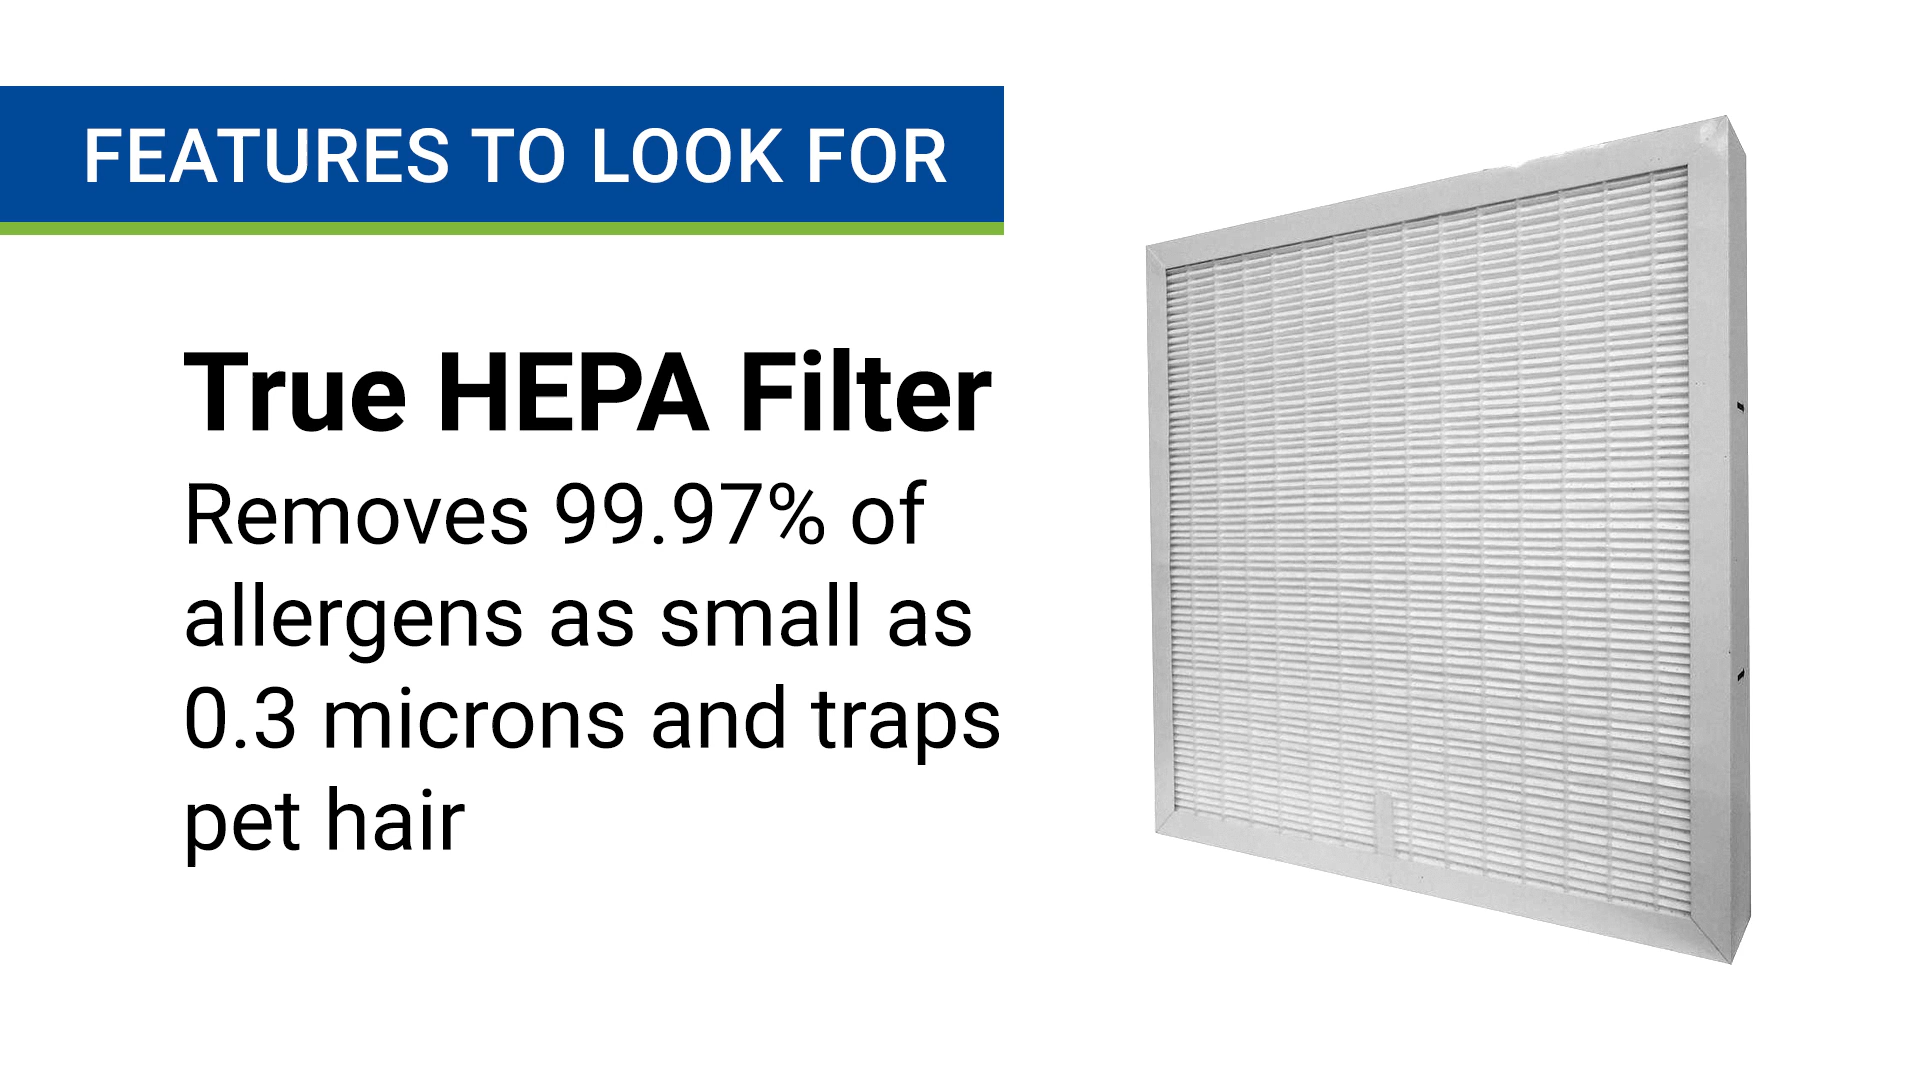 FEATURES TO LOOK FOR
True HEPA Filter
Removes 99.97% of
allergens as small as
0.3 microns and traps
pet hair